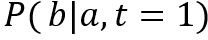 P( b|a, t = 1)